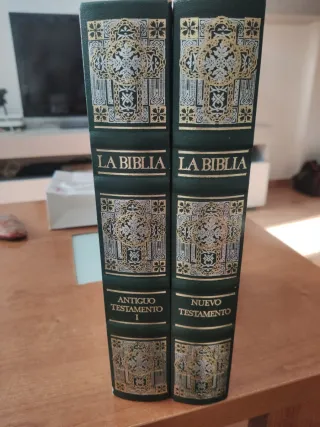 LA BIBLIA
ANTIGUO
TESTAMENTO
I
LA BIBLIA
NUEVO
TESTAMENTO